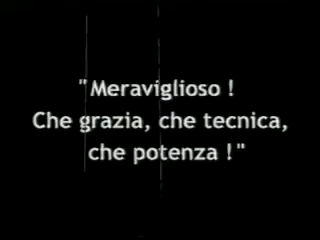 "Meraviglioso !
Che grazia, che tecnica,
che potenza !"